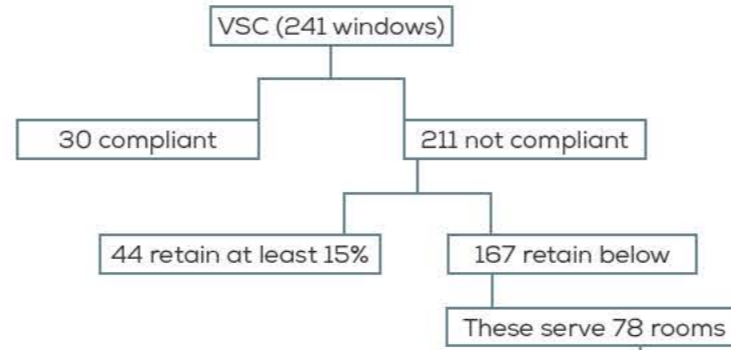 VSC (241 windows)
30 compliant
211 not compliant
44 retain at least 15%
167 retain below
These serve 78 rooms